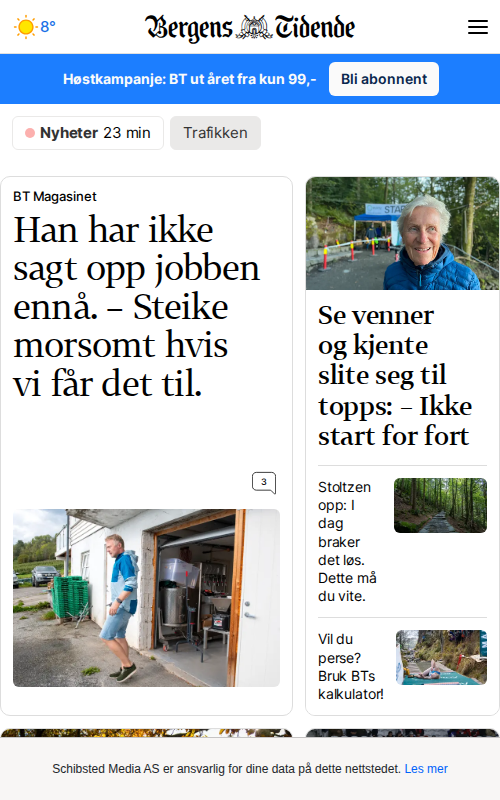 8°
Bergens Tidende
Høstkampanje: BT ut året fra kun 99,-
Bli abonnent
Nyheter 23 min
Trafikken
BT Magasinet
Han har ikke
sagt opp jobben
ennå. – Steike
morsomt hvis
vi får det til.
3
START
Se venner
og kjente
slite seg til
topps: – Ikke
start for fort
Stoltzen
opp: I
dag
braker
det løs.
Dette må
du vite.
Vil du
perse?
Bruk BTs
kalkulator!
Schibsted Media AS er ansvarlig for dine data på dette nettstedet. Les mer